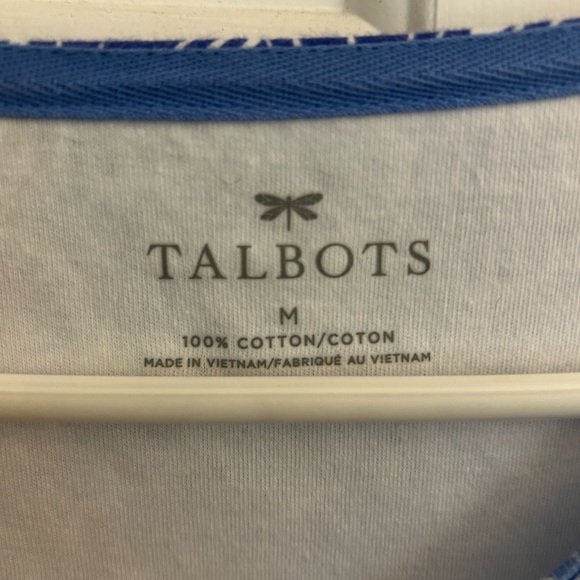 TALBOTS
M
100% COTTON/COTON
MADE IN VIETNAM/FABRIQUÉ AU VIETNAM